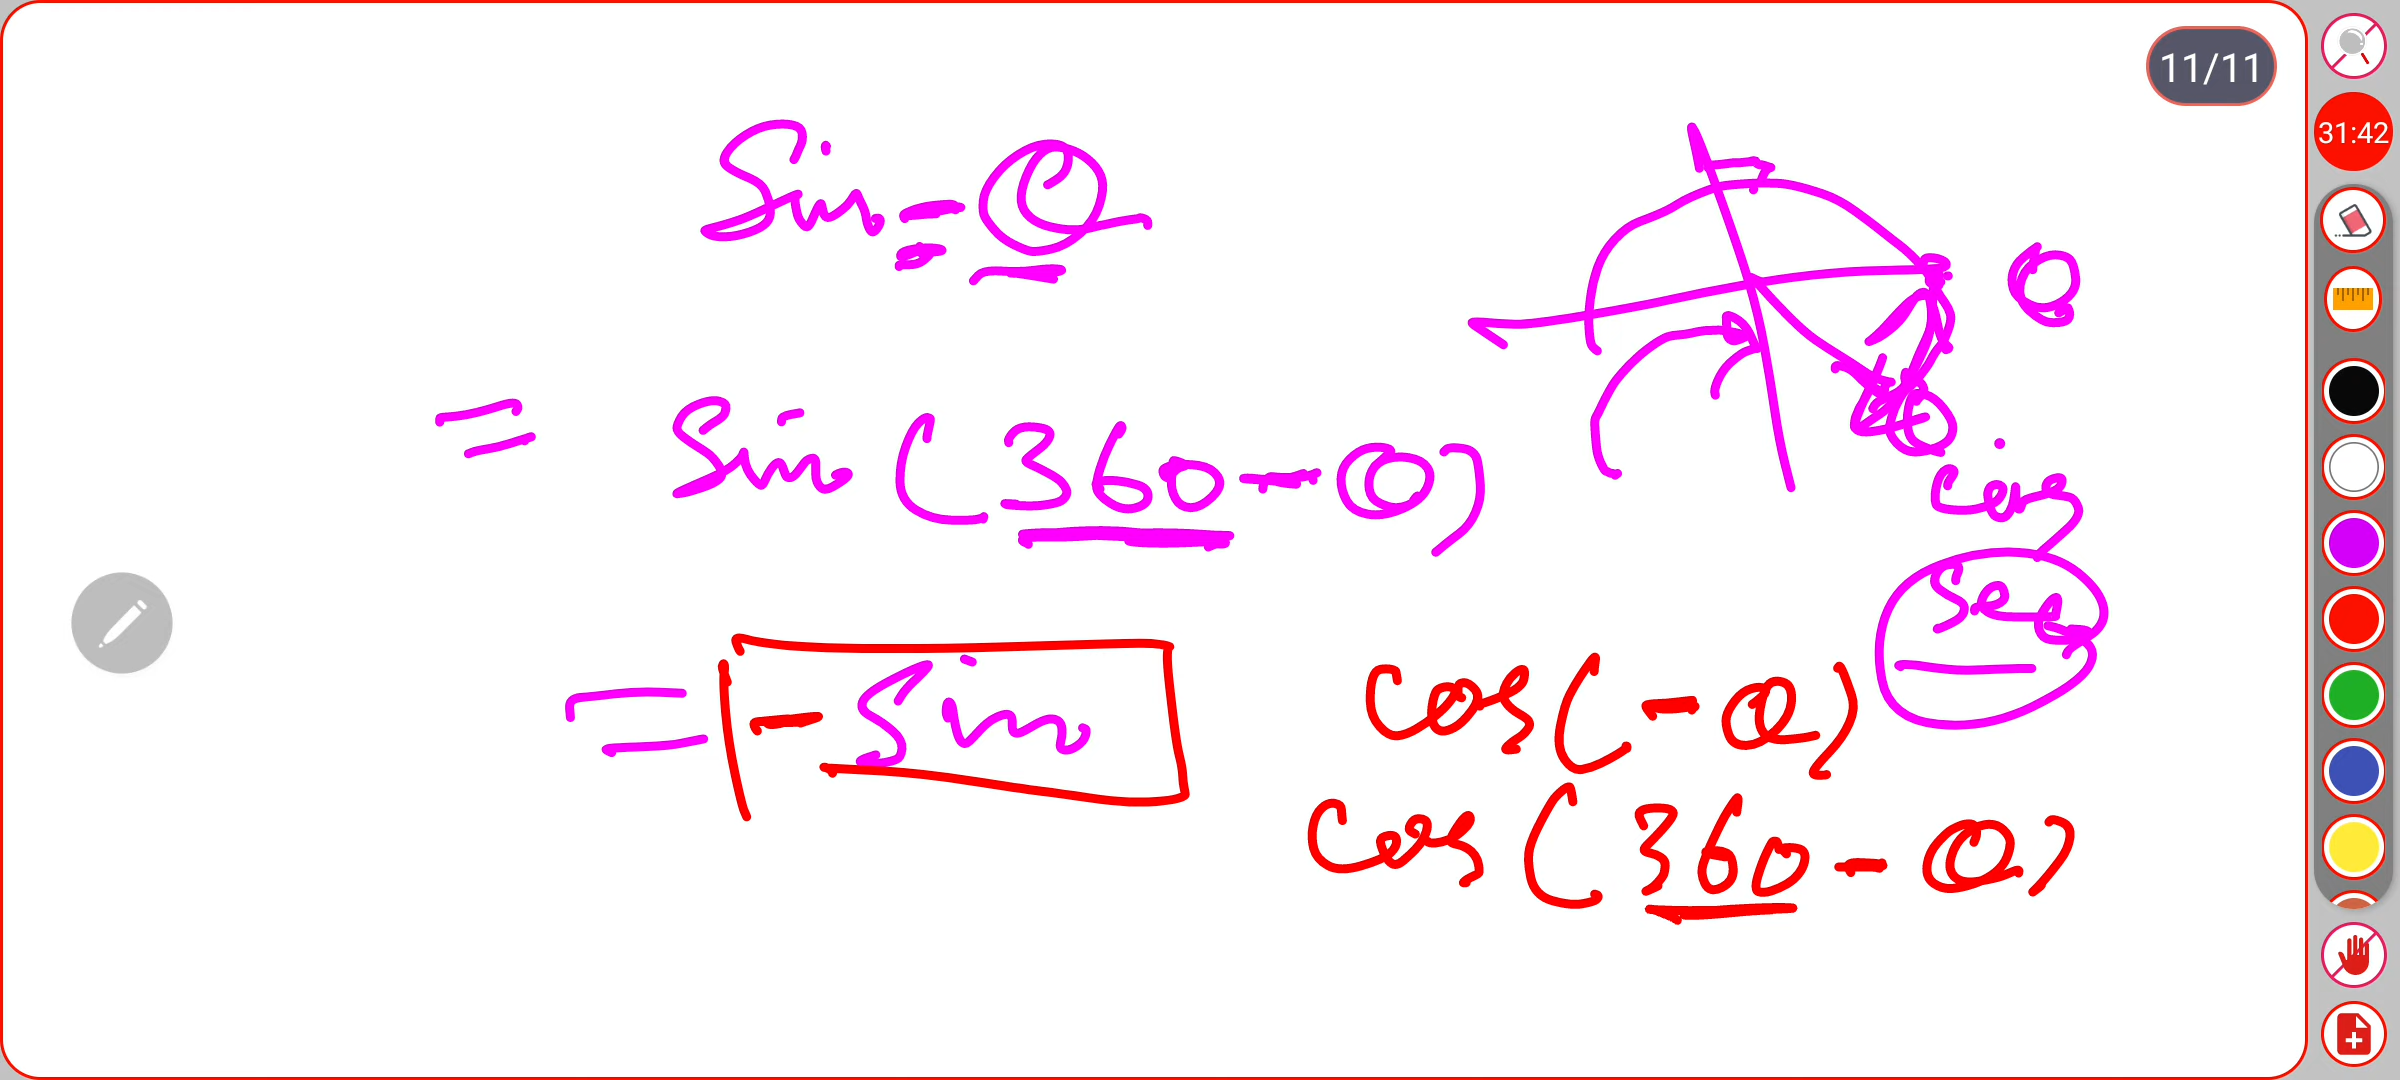 11/11
31:42
Sin - θ
θ
= Sin (360 - θ)
θ
cos
sec
= - Sin
cos (- θ)
cos (360 - θ)